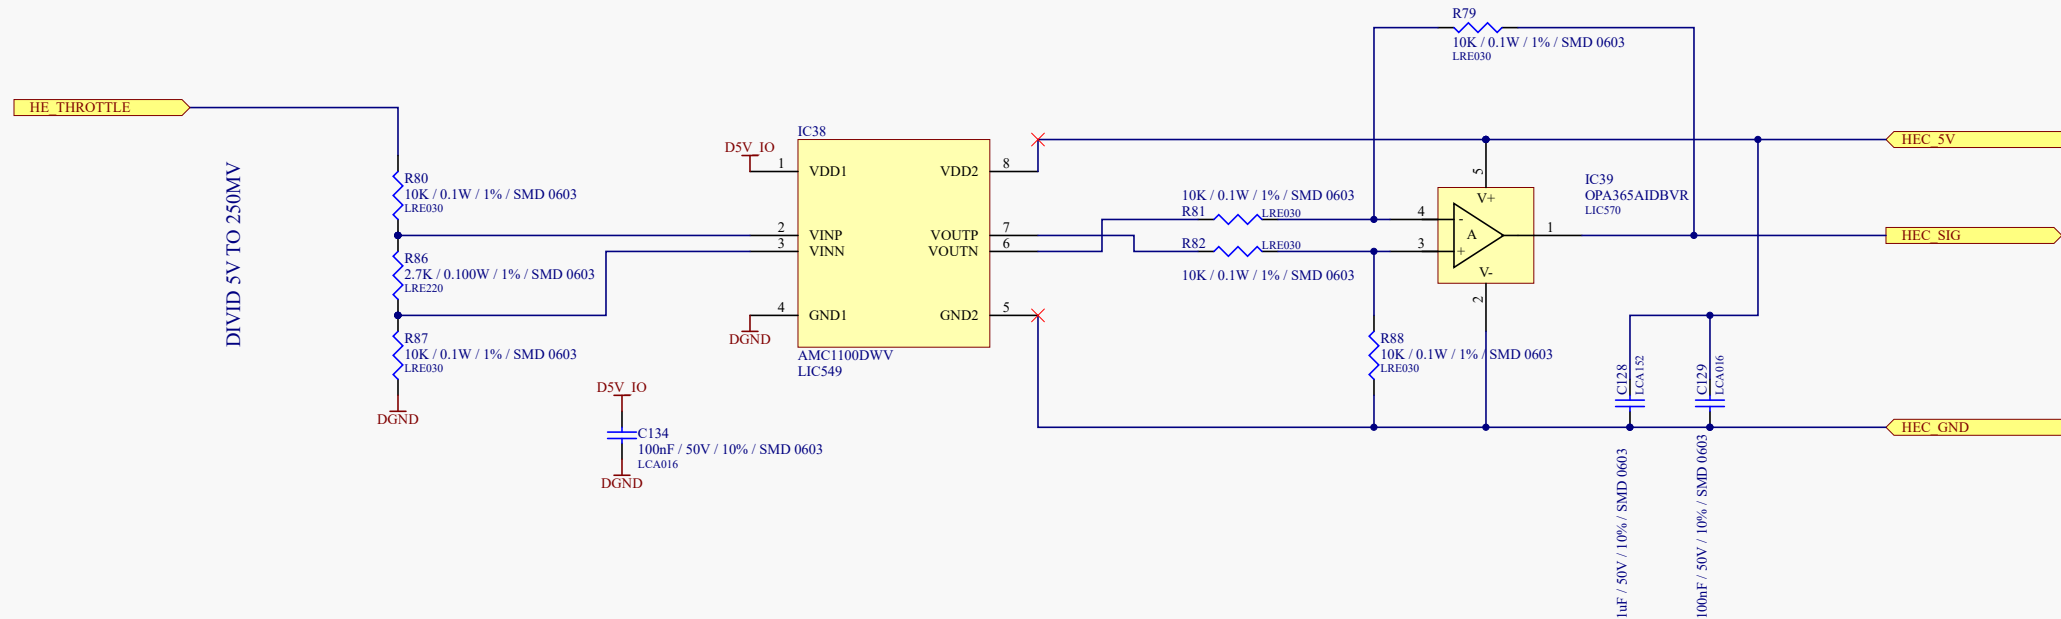 R79
10K / 0.1W / 1% / SMD 0603
LRE030
HE_THROTTLE
DIVID 5V TO 250MV
R80
10K / 0.1W / 1% / SMD 0603
LRE030
R86
2.7K / 0.100W / 1% / SMD 0603
LRE220
R87
10K / 0.1W / 1% / SMD 0603
LRE030
DGND
D5V_IO
C134
100nF / 50V / 10% / SMD 0603
LCA016
DGND
IC38
D5V_IO
1 VDD1 VDD2 8
2 VINP VOUTP 7
3 VINN VOUTN 6
4 GND1 GND2 5
DGND
AMC1100DWV
LIC549
10K / 0.1W / 1% / SMD 0603
R81 LRE030
R82 LRE030
10K / 0.1W / 1% / SMD 0603
R88
10K / 0.1W / 1% / SMD 0603
LRE030
5
V+
4 -
A 1
3 +
V-
2
IC39
OPA365AIDBVR
LIC570
HEC_5V
HEC_SIG
HEC_GND
C128
LCA152
1uF / 50V / 10% / SMD 0603
C129
LCA016
100nF / 50V / 10% / SMD 0603